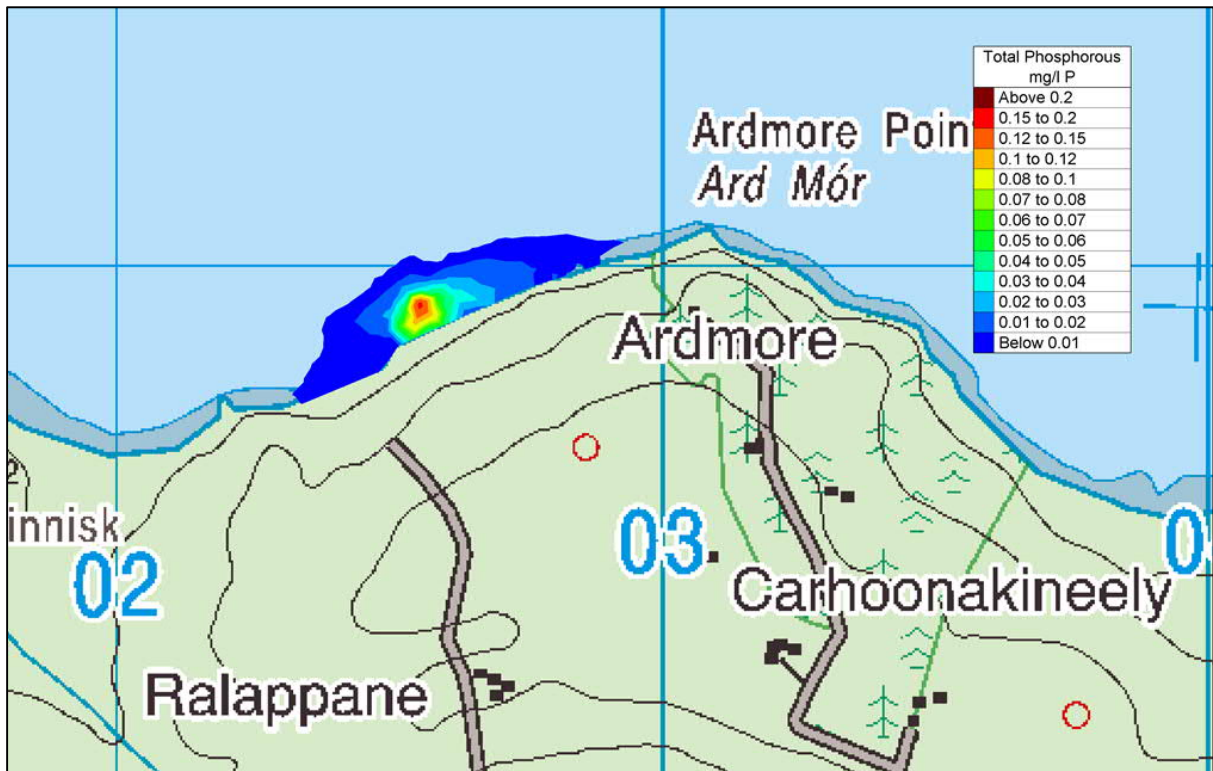 Total Phosphorous
mg/l P
Above 0.2
0.15 to 0.2
0.12 to 0.15
0.1 to 0.12
0.08 to 0.1
0.07 to 0.08
0.06 to 0.07
0.05 to 0.06
0.04 to 0.05
0.03 to 0.04
0.02 to 0.03
0.01 to 0.02
Below 0.01
Ardmore Poin
Ard Mór
Ardmore
innisk
02
03
0
Carhoonakineely
Ralappane